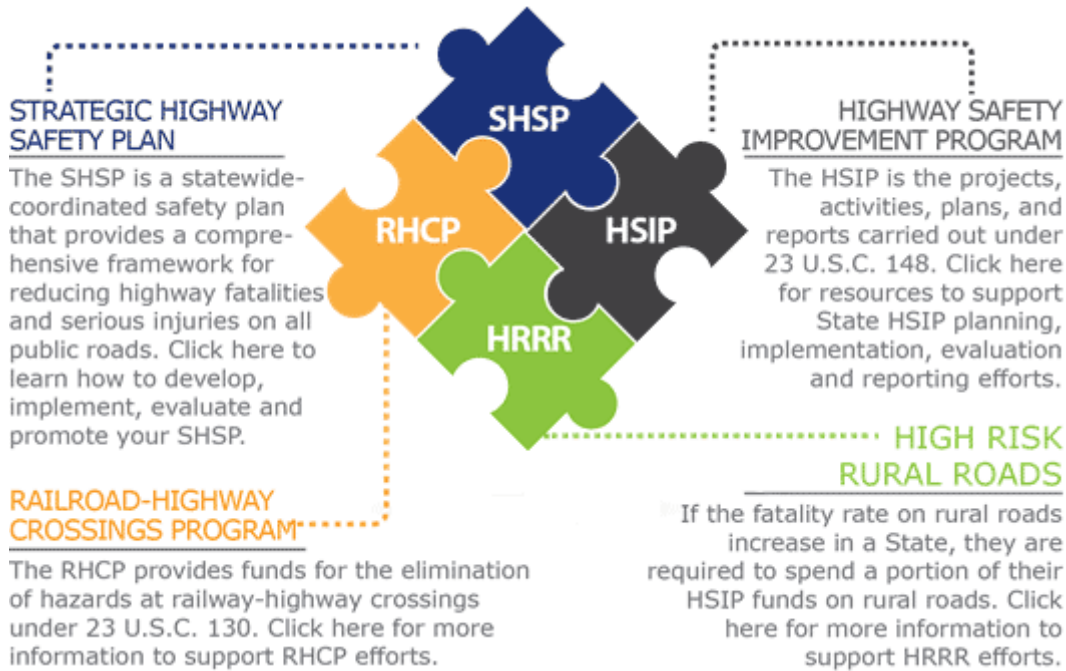 SHSP
RHCP
HSIP
HRRR
STRATEGIC HIGHWAY
SAFETY PLAN
The SHSP is a statewide-
coordinated safety plan
that provides a compre-
hensive framework for
reducing highway fatalities
and serious injuries on all
public roads. Click here to
learn how to develop,
implement, evaluate and
promote your SHSP.
HIGHWAY SAFETY
IMPROVEMENT PROGRAM
The HSIP is the projects,
activities, plans, and
reports carried out under
23 U.S.C. 148. Click here
for resources to support
State HSIP planning,
implementation, evaluation
and reporting efforts.
RAILROAD-HIGHWAY
CROSSINGS PROGRAM
The RHCP provides funds for the elimination
of hazards at railway-highway crossings
under 23 U.S.C. 130. Click here for more
information to support RHCP efforts.
HIGH RISK
RURAL ROADS
If the fatality rate on rural roads
increase in a State, they are
required to spend a portion of their
HSIP funds on rural roads. Click
here for more information to
support HRRR efforts.